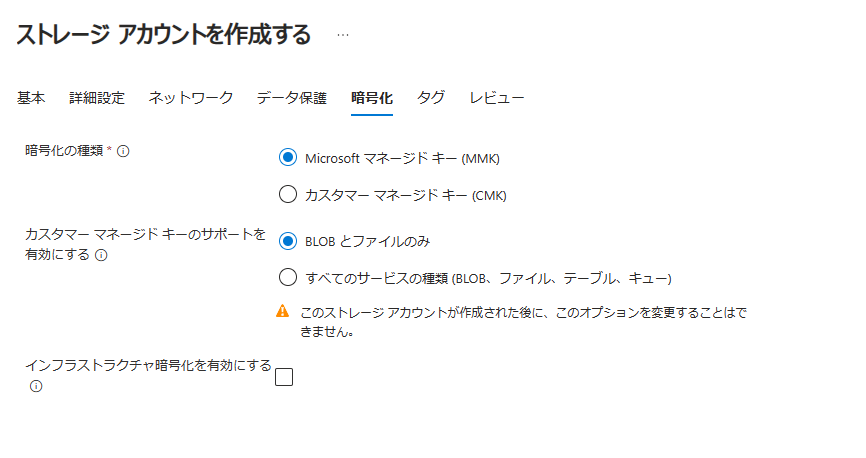 ストレージ アカウントを作成する ...
基本 詳細設定 ネットワーク データ保護 暗号化 タグ レビュー
暗号化の種類 *
Microsoft マネージド キー (MMK)
カスタマー マネージド キー (CMK)
カスタマー マネージド キーのサポートを
有効にする
BLOB とファイルのみ
すべてのサービスの種類 (BLOB、ファイル、テーブル、キュー)
このストレージ アカウントが作成された後に、このオプションを変更することはで
きません。
インフラストラクチャ暗号化を有効にする